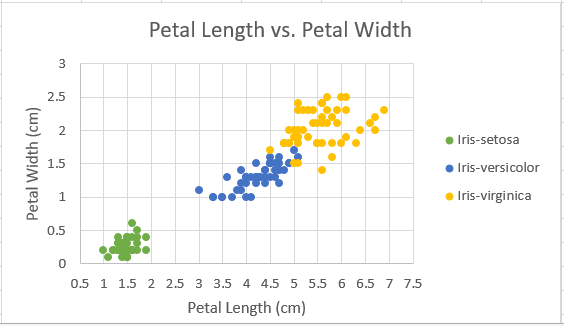 Petal Length vs. Petal Width
3
2.5
2
1.5
1
0.5
0
Petal Width (cm)
0.5 1 1.5 2 2.5 3 3.5 4 4.5 5 5.5 6 6.5 7 7.5
Petal Length (cm)
Iris-setosa
Iris-versicolor
Iris-virginica